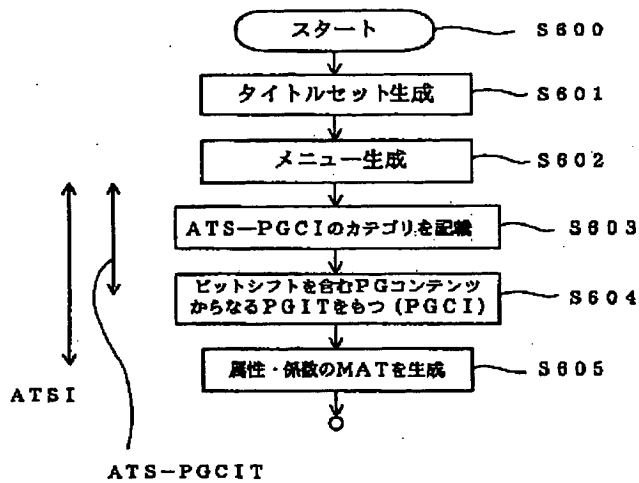 スタート
S600
タイトルセット生成
S601
メニュー生成
S602
ATS—PGCIのカテゴリを記載
S603
ビットシフトを含むPGコンテンツ
からなるPGITをもつ（PGCI）
S604
属性・係数のMATを生成
S605
ATSI
ATS−PGCIT